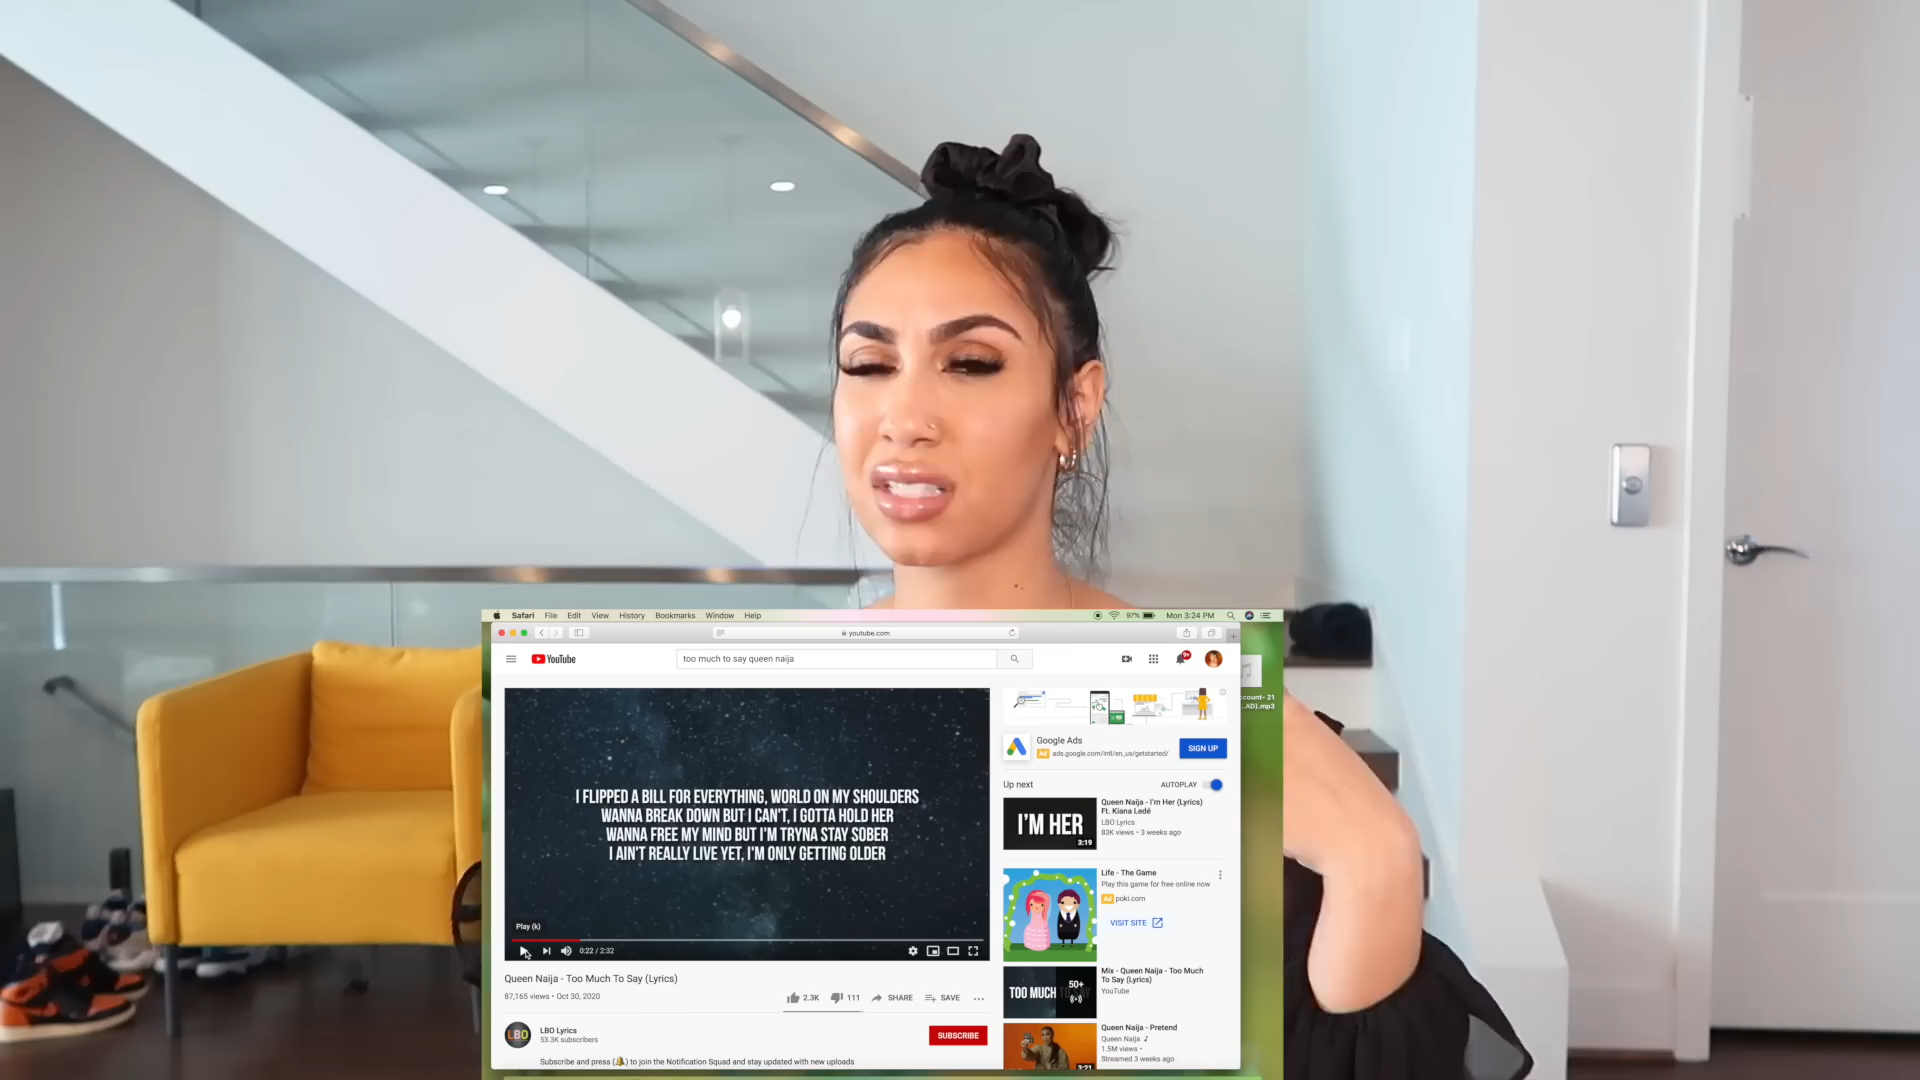 Safari File Edit View History Bookmarks Window Help
97% Mon 3:24 PM
youtube.com
YouTube
too much to say queen naija
9+
count- 21
...AD).mp3
I FLIPPED A BILL FOR EVERYTHING, WORLD ON MY SHOULDERS
WANNA BREAK DOWN BUT I CAN'T, I GOTTA HOLD HER
WANNA FREE MY MIND BUT I'M TRYNA STAY SOBER
I AIN'T REALLY LIVE YET, I'M ONLY GETTING OLDER
Play (k)
0:22 / 2:32
Queen Naija - Too Much To Say (Lyrics)
87,165 views • Oct 30, 2020
2.3K 111 SHARE SAVE
LBO
LBO Lyrics
53.3K subscribers
SUBSCRIBE
Subscribe and press (🔔) to join the Notification Squad and stay updated with new uploads
Google Ads
Ad ads.google.com/intl/en_us/getstarted/
SIGN UP
Up next
AUTOPLAY
I'M HER
3:19
Queen Naija - I'm Her (Lyrics)
Ft. Kiana Ledé
LBO Lyrics
83K views • 3 weeks ago
Life - The Game
Play this game for free online now
Ad poki.com
VISIT SITE
TOO MUCH
50+
Mix - Queen Naija - Too Much
To Say (Lyrics)
YouTube
Queen Naija - Pretend
Queen Naija
1.5M views •
Streamed 3 weeks ago
3:21